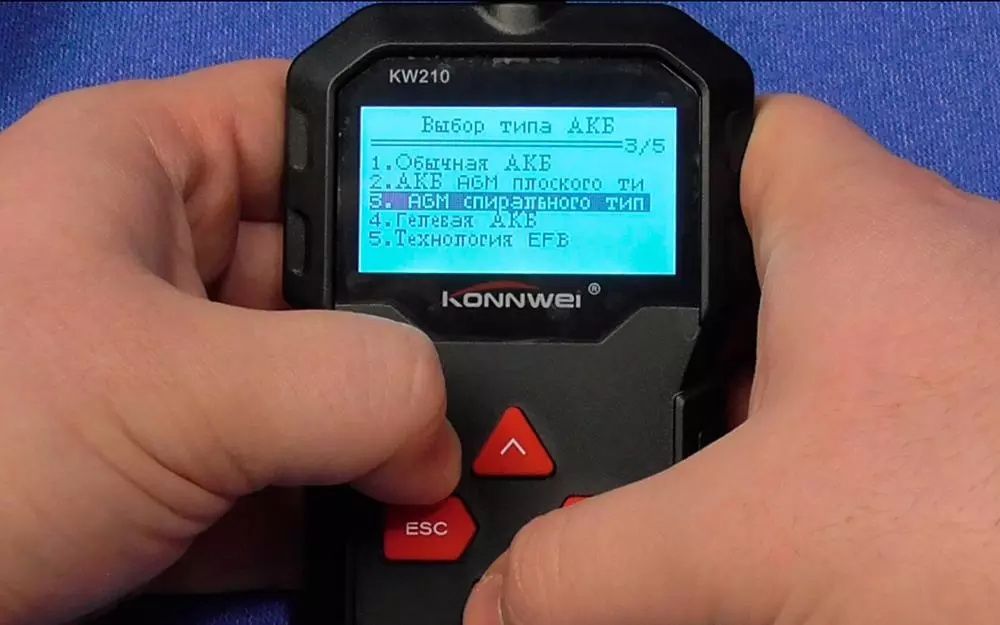 KW210
Выбор типа АКБ
3/5
1.Обычная АКБ
2.АКБ AGM плоского ти
3. AGM спирального тип
4.Гелевая АКБ
5.Технология EFB
KONNWEI®
ESC